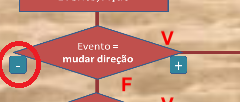 Evento =
mudar direção
V
-
+
F
V